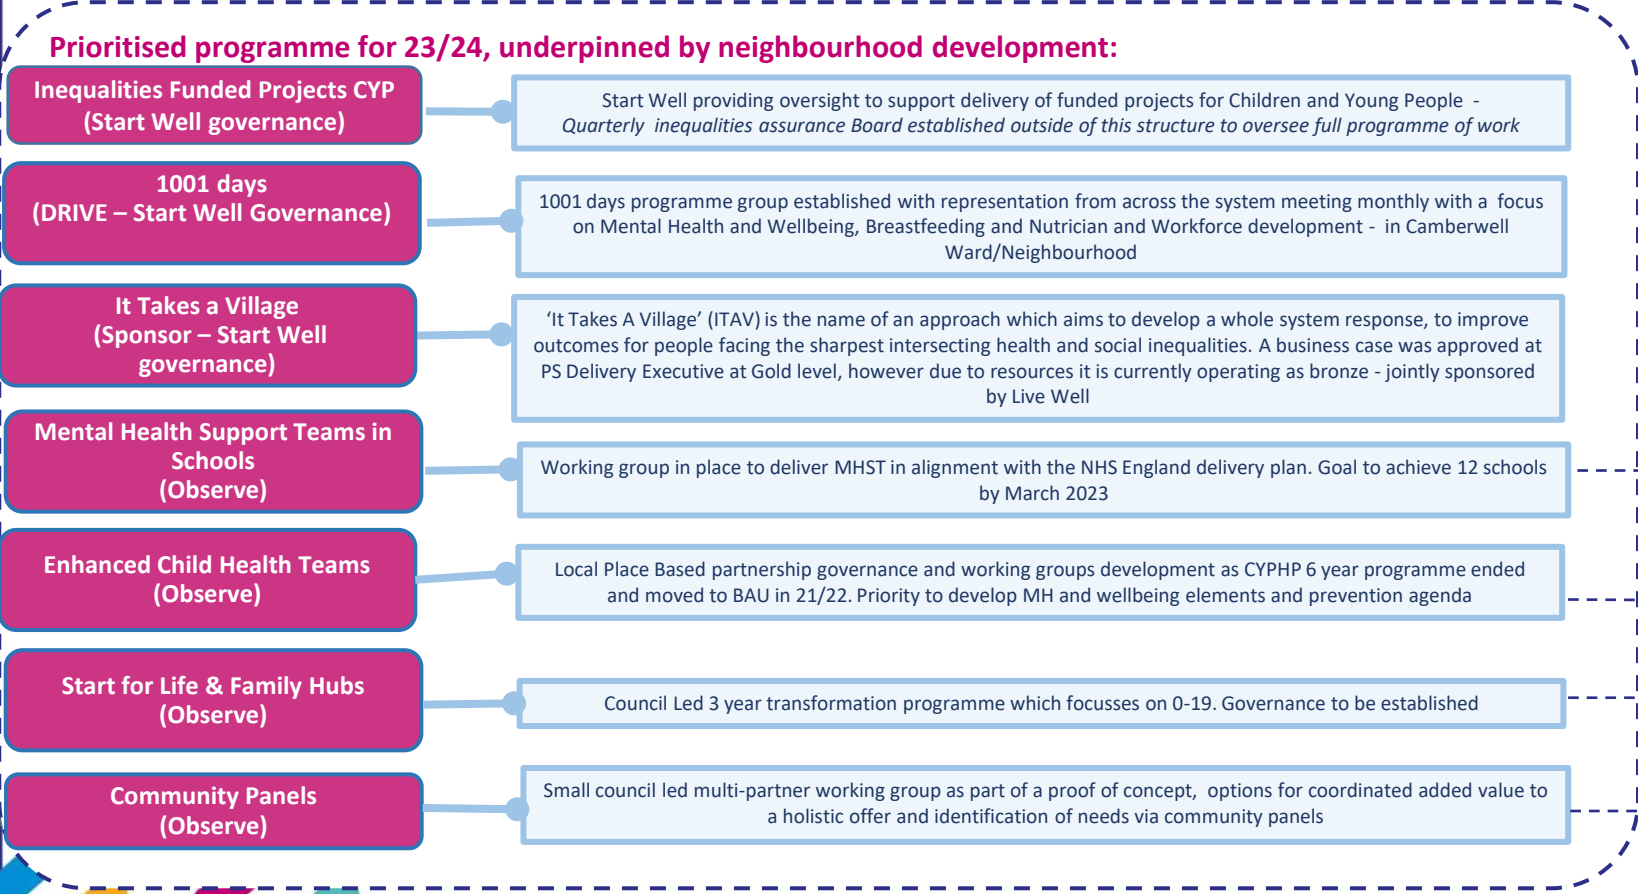 Prioritised programme for 23/24, underpinned by neighbourhood development:
Inequalities Funded Projects CYP
(Start Well governance)
Start Well providing oversight to support delivery of funded projects for Children and Young People -
Quarterly inequalities assurance Board established outside of this structure to oversee full programme of work
1001 days
(DRIVE – Start Well Governance)
1001 days programme group established with representation from across the system meeting monthly with a focus
on Mental Health and Wellbeing, Breastfeeding and Nutrician and Workforce development - in Camberwell
Ward/Neighbourhood
It Takes a Village
(Sponsor – Start Well
governance)
‘It Takes A Village’ (ITAV) is the name of an approach which aims to develop a whole system response, to improve
outcomes for people facing the sharpest intersecting health and social inequalities. A business case was approved at
PS Delivery Executive at Gold level, however due to resources it is currently operating as bronze - jointly sponsored
by Live Well
Mental Health Support Teams in
Schools
(Observe)
Working group in place to deliver MHST in alignment with the NHS England delivery plan. Goal to achieve 12 schools
by March 2023
Enhanced Child Health Teams
(Observe)
Local Place Based partnership governance and working groups development as CYPHP 6 year programme ended
and moved to BAU in 21/22. Priority to develop MH and wellbeing elements and prevention agenda
Start for Life & Family Hubs
(Observe)
Council Led 3 year transformation programme which focusses on 0-19. Governance to be established
Community Panels
(Observe)
Small council led multi-partner working group as part of a proof of concept, options for coordinated added value to
a holistic offer and identification of needs via community panels